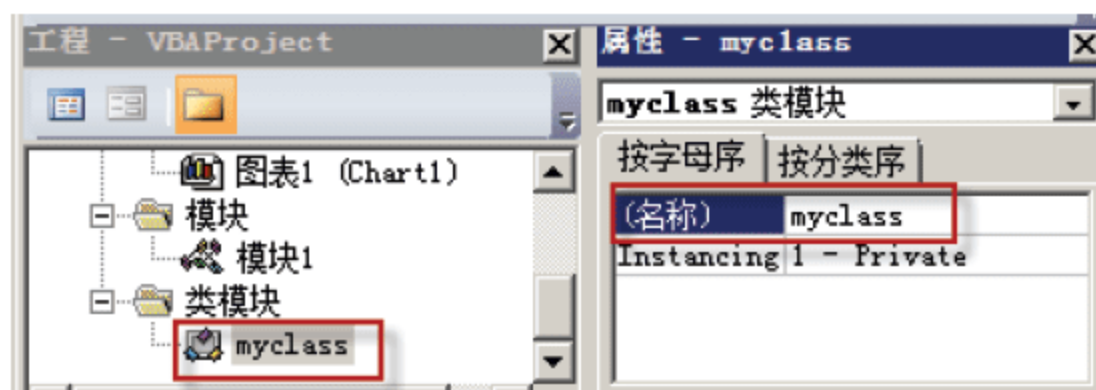 工程 - VBAProject
图表1 (Chart1)
模块
模块1
类模块
myclass
属性 - myclass
myclass 类模块
按字母序 按分类序
(名称) myclass
Instancing 1 - Private